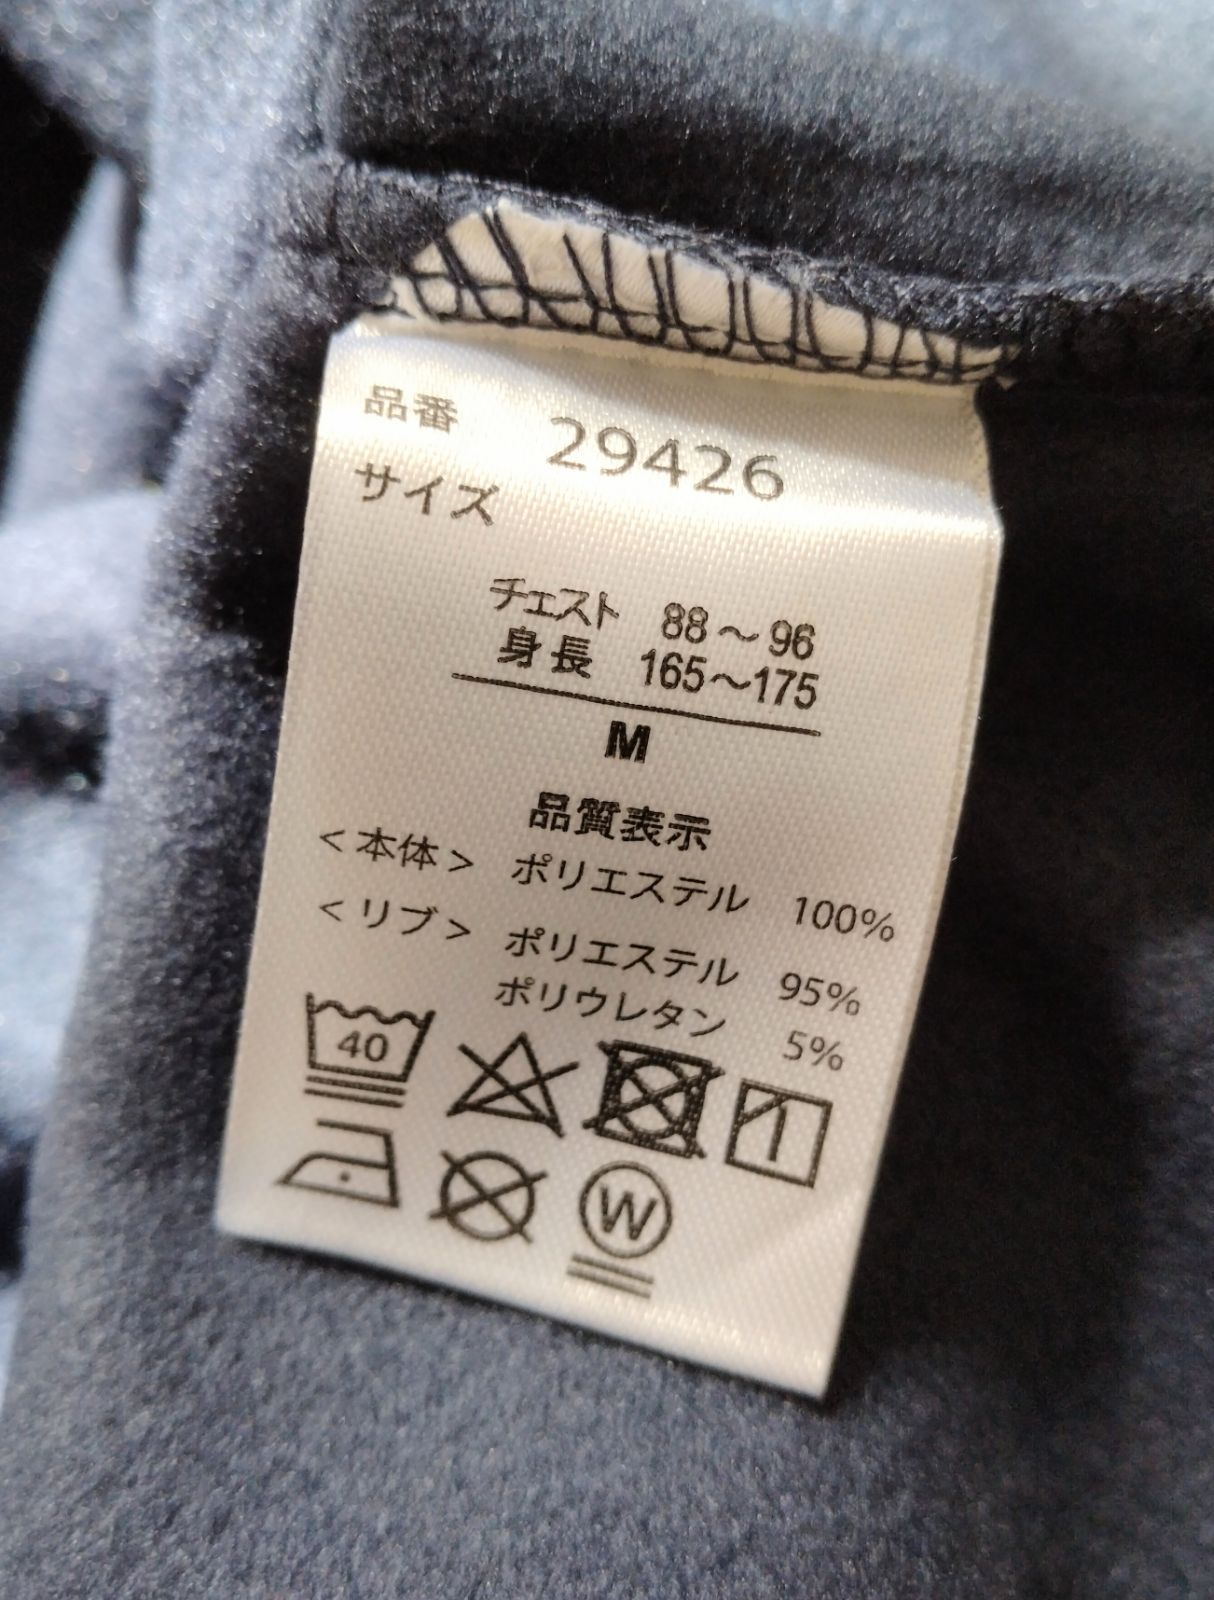 品番 29426
サイズ
チェスト 88～96
身長 165～175
M
品質表示
＜本体＞ ポリエステル 100%
＜リブ＞ ポリエステル 95%
ポリウレタン 5%
40
W